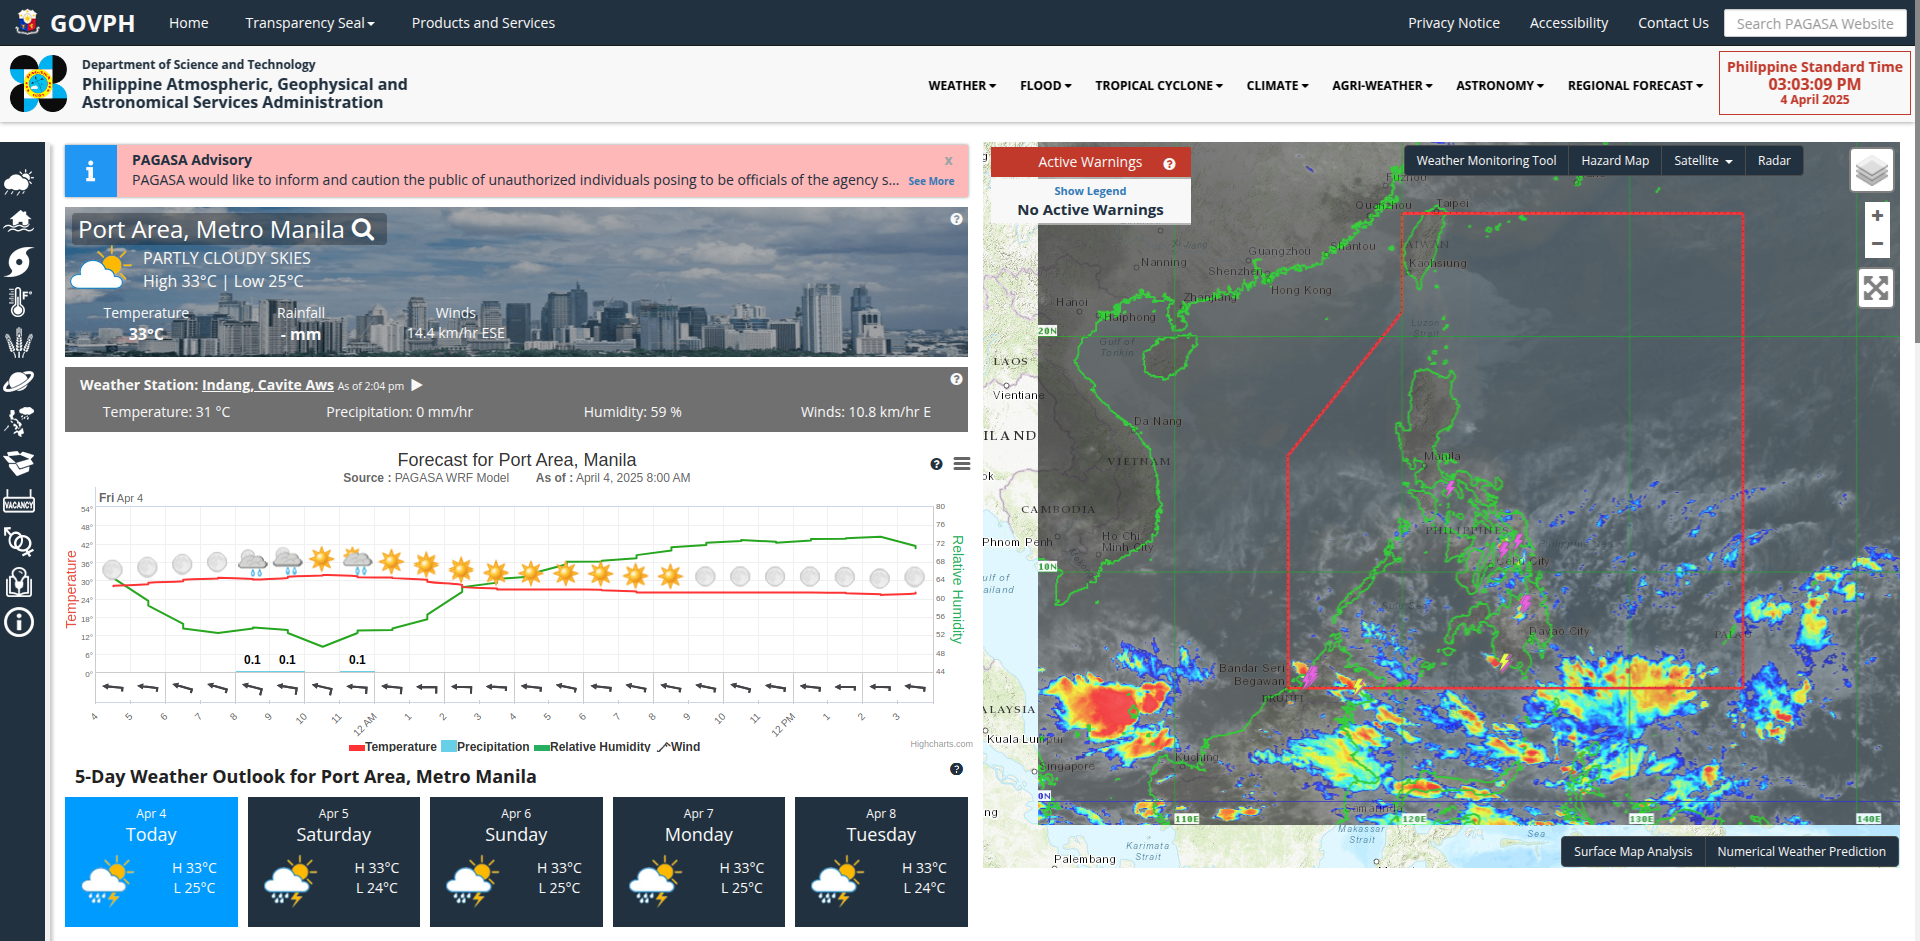 GOVPH
Home
Transparency Seal
Products and Services
Privacy Notice
Accessibility
Contact Us
Search PAGASA Website
Department of Science and Technology
Philippine Atmospheric, Geophysical and
Astronomical Services Administration
WEATHER
FLOOD
TROPICAL CYCLONE
CLIMATE
AGRI-WEATHER
ASTRONOMY
REGIONAL FORECAST
Philippine Standard Time
03:03:09 PM
4 April 2025
VACANCY
PAGASA Advisory
x
PAGASA would like to inform and caution the public of unauthorized individuals posing to be officials of the agency s... See More
Port Area, Metro Manila
PARTLY CLOUDY SKIES
High 33°C | Low 25°C
Temperature
Rainfall
Winds
33°C
- mm
14.4 km/hr ESE
Weather Station: Indang, Cavite Aws As of 2:04 pm
Temperature: 31 °C
Precipitation: 0 mm/hr
Humidity: 59 %
Winds: 10.8 km/hr E
Forecast for Port Area, Manila
Source : PAGASA WRF Model As of : April 4, 2025 8:00 AM
Fri Apr 4
Temperature
54°
48°
42°
36°
30°
24°
18°
12°
6°
0°
80
76
72
68
64
60
56
52
48
44
Relative Humidity
0.1
0.1
0.1
4
5
6
7
8
9
10
11
12 AM
1
2
3
4
5
6
7
8
9
10
11
12 PM
1
2
3
Temperature Precipitation Relative Humidity Wind
Highcharts.com
5-Day Weather Outlook for Port Area, Metro Manila
Apr 4
Today
H 33°C
L 25°C
Apr 5
Saturday
H 33°C
L 24°C
Apr 6
Sunday
H 33°C
L 25°C
Apr 7
Monday
H 33°C
L 25°C
Apr 8
Tuesday
H 33°C
L 24°C
Active Warnings
Show Legend
No Active Warnings
Weather Monitoring Tool
Hazard Map
Satellite
Radar
+
−
Fuzhou
Quanzhou
Taipei
TAIWAN
Shantou
Guangzhou
Kaohsiung
Nanning
Shenzhen
Hong Kong
Zhanjiang
Hanoi
Haiphong
Luzon
Strait
20N
Gulf of
Tonkin
LAOS
Vientiane
Da Nang
ILAND
Manila
VIETNAM
ok
CAMBODIA
PHILIPPINES
Ho Chi
Minh City
Phnom Penh
Cebu City
10N
ulf of
ailand
Davao City
PALAU
Bandar Seri
Begawan
BRUNEI
ALAYSIA
Kuala Lumpur
Kuching
Singapore
0N
Samarinda
ng
110E
120E
130E
140E
Makassar
Strait
Sea
Karimata
Strait
Palembang
Surface Map Analysis
Numerical Weather Prediction